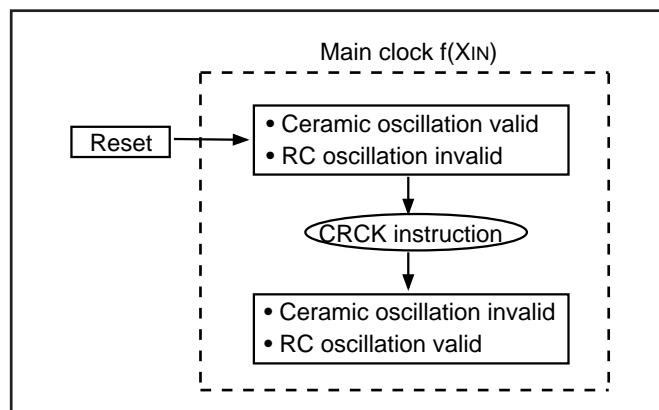 Main clock f(XIN)
Reset
• Ceramic oscillation valid
• RC oscillation invalid
CRCK instruction
• Ceramic oscillation invalid
• RC oscillation valid